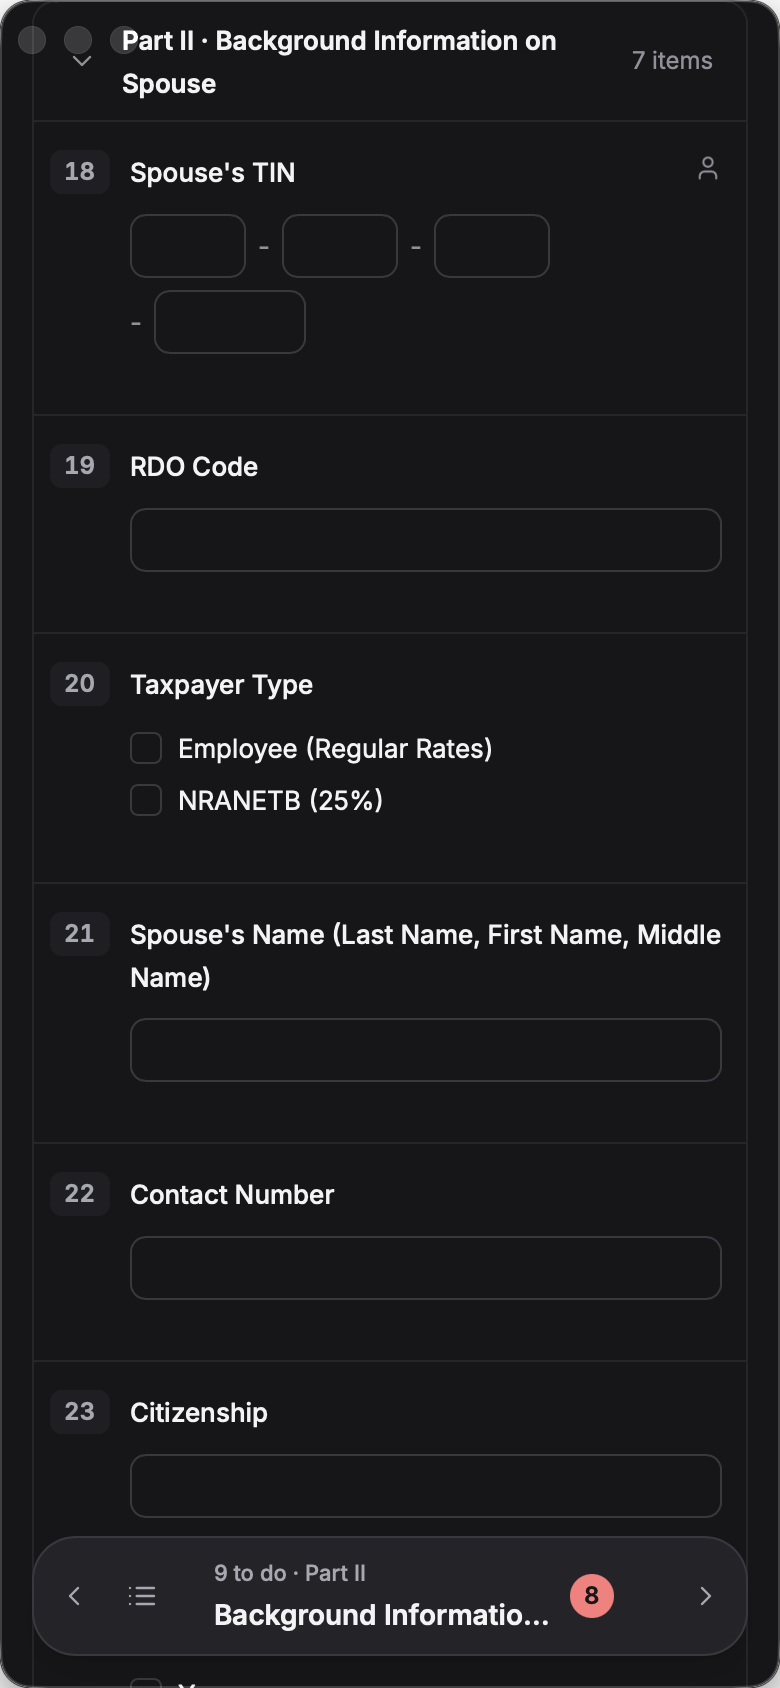 Part II · Background Information on
Spouse
7 items
18
Spouse's TIN
- -
-
19
RDO Code
20
Taxpayer Type
Employee (Regular Rates)
NRANETB (25%)
21
Spouse's Name (Last Name, First Name, Middle
Name)
22
Contact Number
23
Citizenship
9 to do · Part II
Background Informatio...
8